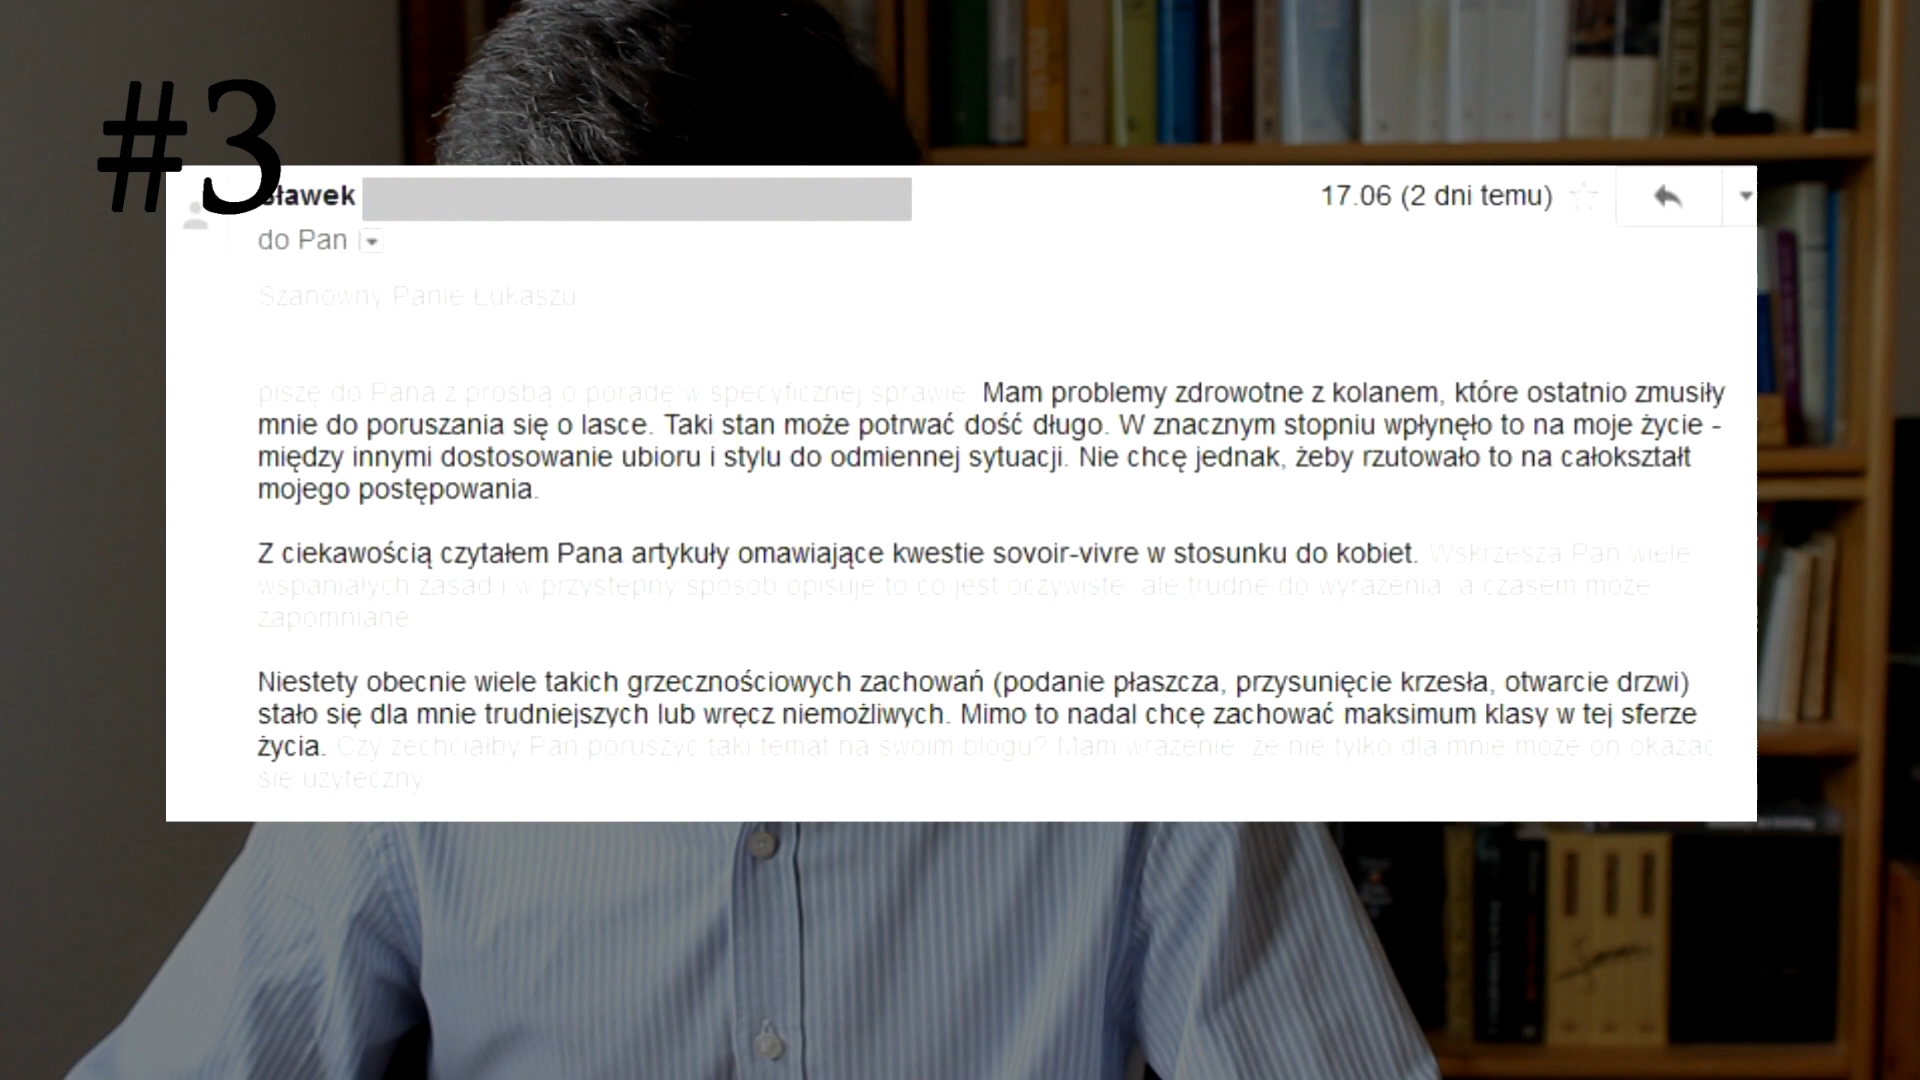 #3
Sławek
17.06 (2 dni temu)
do Pan
Szanowny Panie Łukaszu
piszę do Pana z prośbą o poradę w specyficznej sprawie. Mam problemy zdrowotne z kolanem, które ostatnio zmusiły
mnie do poruszania się o lasce. Taki stan może potrwać dość długo. W znacznym stopniu wpłynęło to na moje życie -
między innymi dostosowanie ubioru i stylu do odmiennej sytuacji. Nie chcę jednak, żeby rzutowało to na całokształt
mojego postępowania.
Z ciekawością czytałem Pana artykuły omawiające kwestie sovoir-vivre w stosunku do kobiet. Wskrzesza Pan wiele
wspaniałych zasad i w przystępny sposób opisuje to co jest oczywiste, ale trudne do wyrażenia, a czasem może
zapomniane.
Niestety obecnie wiele takich grzecznościowych zachowań (podanie płaszcza, przysunięcie krzesła, otwarcie drzwi)
stało się dla mnie trudniejszych lub wręcz niemożliwych. Mimo to nadal chcę zachować maksimum klasy w tej sferze
życia. Czy zechciałby Pan poruszyć taki temat na swoim blogu? Mam wrażenie, że nie tylko dla mnie może on okazać
się użyteczny.